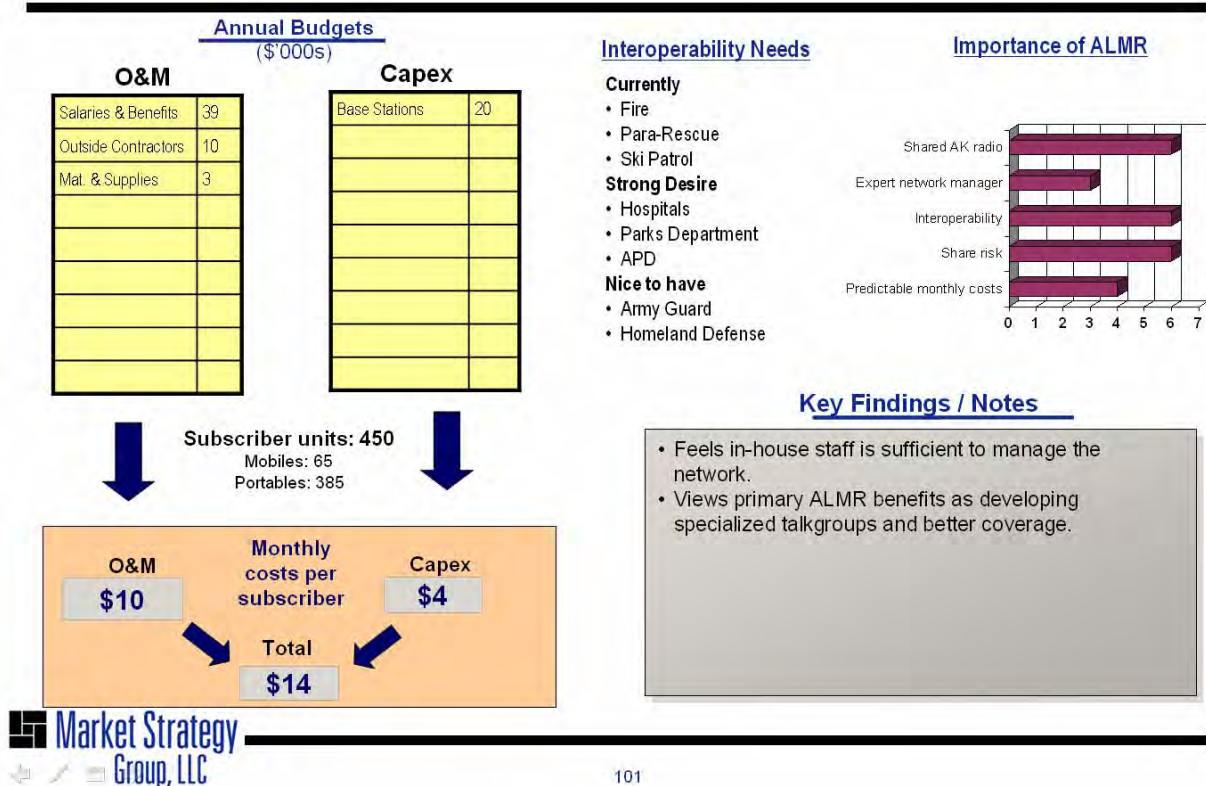 Annual Budgets
($'000s)
O&M
Salaries & Benefits 39
Outside Contractors 10
Mat. & Supplies 3
Capex
Base Stations 20
Subscriber units: 450
Mobiles: 65
Portables: 385
Monthly
costs per
subscriber
O&M
$10
Capex
$4
Total
$14
Interoperability Needs
Currently
• Fire
• Para-Rescue
• Ski Patrol
Strong Desire
• Hospitals
• Parks Department
• APD
Nice to have
• Army Guard
• Homeland Defense
Importance of ALMR
Shared AK radio
Expert network manager
Interoperability
Share risk
Predictable monthly costs
0 1 2 3 4 5 6 7
Key Findings / Notes
• Feels in-house staff is sufficient to manage the
network.
• Views primary ALMR benefits as developing
specialized talkgroups and better coverage.
Market Strategy
Group, LLC
101